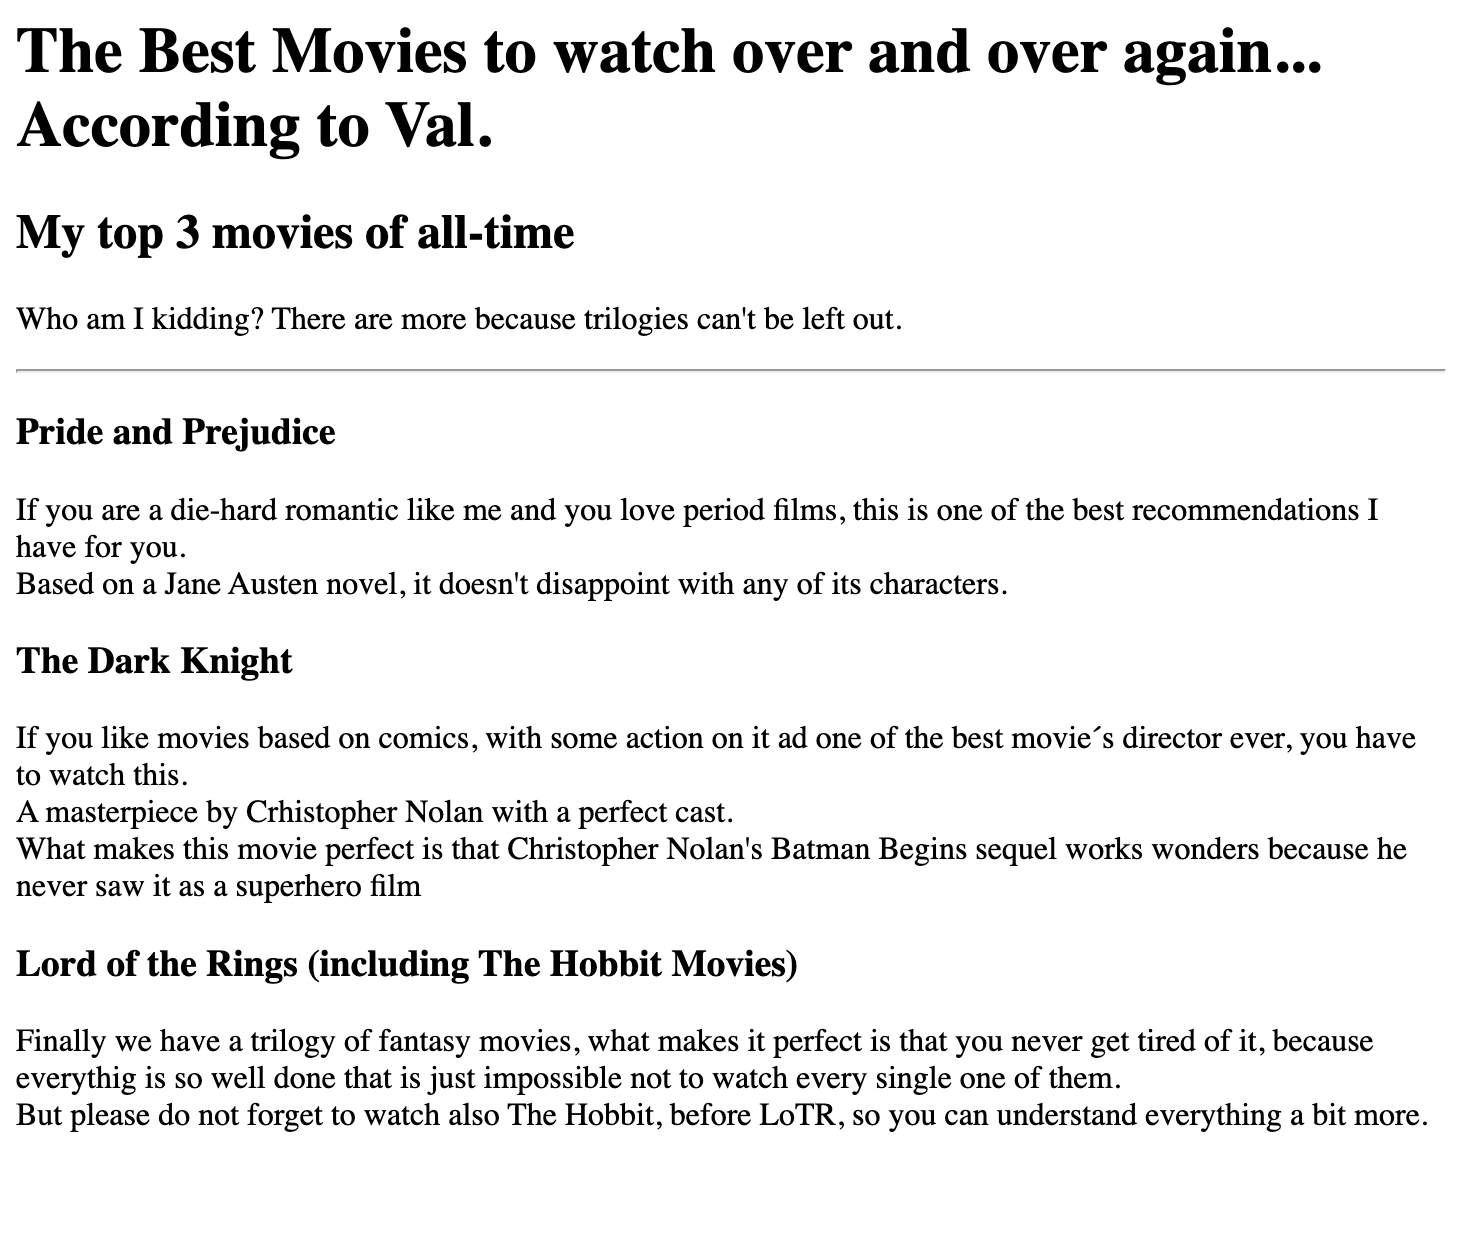 The Best Movies to watch over and over again...
According to Val.
My top 3 movies of all-time
Who am I kidding? There are more because trilogies can't be left out.
Pride and Prejudice
If you are a die-hard romantic like me and you love period films, this is one of the best recommendations I
have for you.
Based on a Jane Austen novel, it doesn't disappoint with any of its characters.
The Dark Knight
If you like movies based on comics, with some action on it ad one of the best movie´s director ever, you have
to watch this.
A masterpiece by Crhistopher Nolan with a perfect cast.
What makes this movie perfect is that Christopher Nolan's Batman Begins sequel works wonders because he
never saw it as a superhero film
Lord of the Rings (including The Hobbit Movies)
Finally we have a trilogy of fantasy movies, what makes it perfect is that you never get tired of it, because
everythig is so well done that is just impossible not to watch every single one of them.
But please do not forget to watch also The Hobbit, before LoTR, so you can understand everything a bit more.